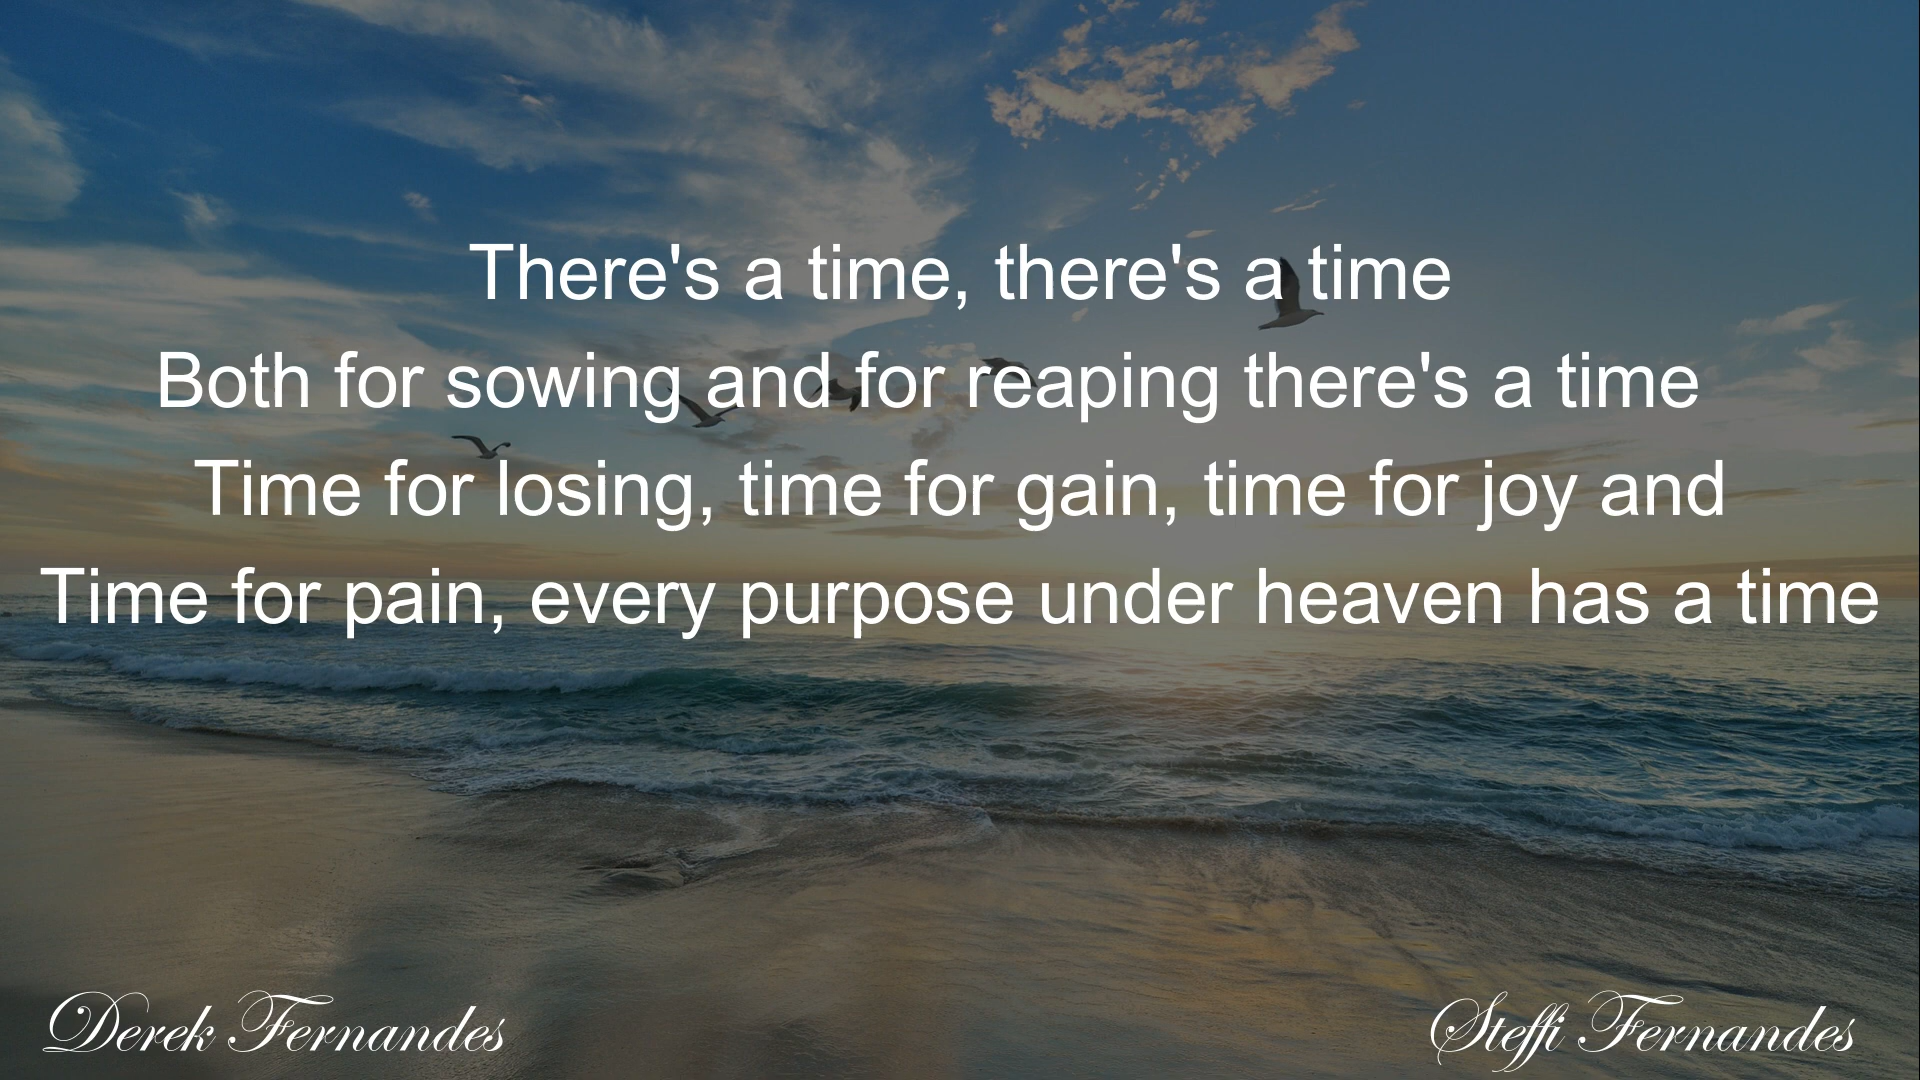 There's a time, there's a time
Both for sowing and for reaping there's a time
Time for losing, time for gain, time for joy and
Time for pain, every purpose under heaven has a time
Derek Fernandes
Steffi Fernandes